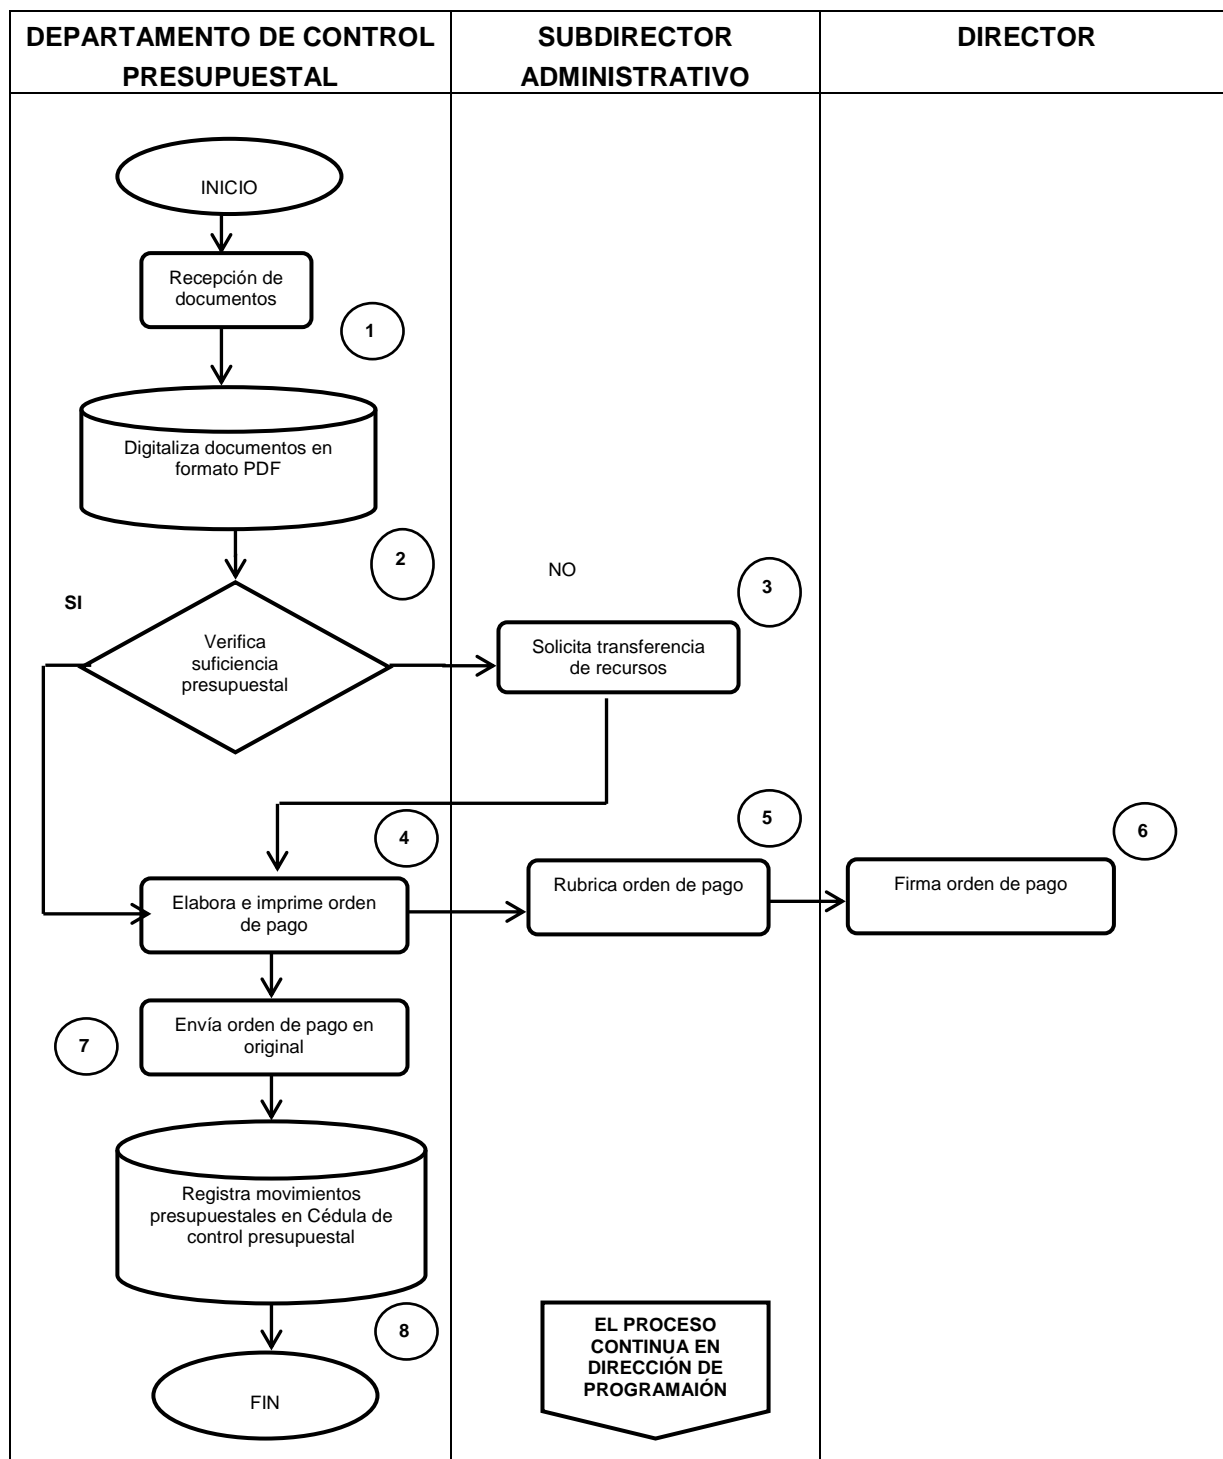 DEPARTAMENTO DE CONTROL
PRESUPUESTAL
SUBDIRECTOR
ADMINISTRATIVO
DIRECTOR
INICIO
Recepción de
documentos
1
Digitaliza documentos en
formato PDF
2
NO
3
SI
Verifica
suficiencia
presupuestal
Solicita transferencia
de recursos
4
5
6
Elabora e imprime orden
de pago
Rubrica orden de pago
Firma orden de pago
Envía orden de pago en
original
7
Registra movimientos
presupuestales en Cédula de
control presupuestal
8
EL PROCESO
CONTINUA EN
DIRECCIÓN DE
PROGRAMAIÓN
FIN